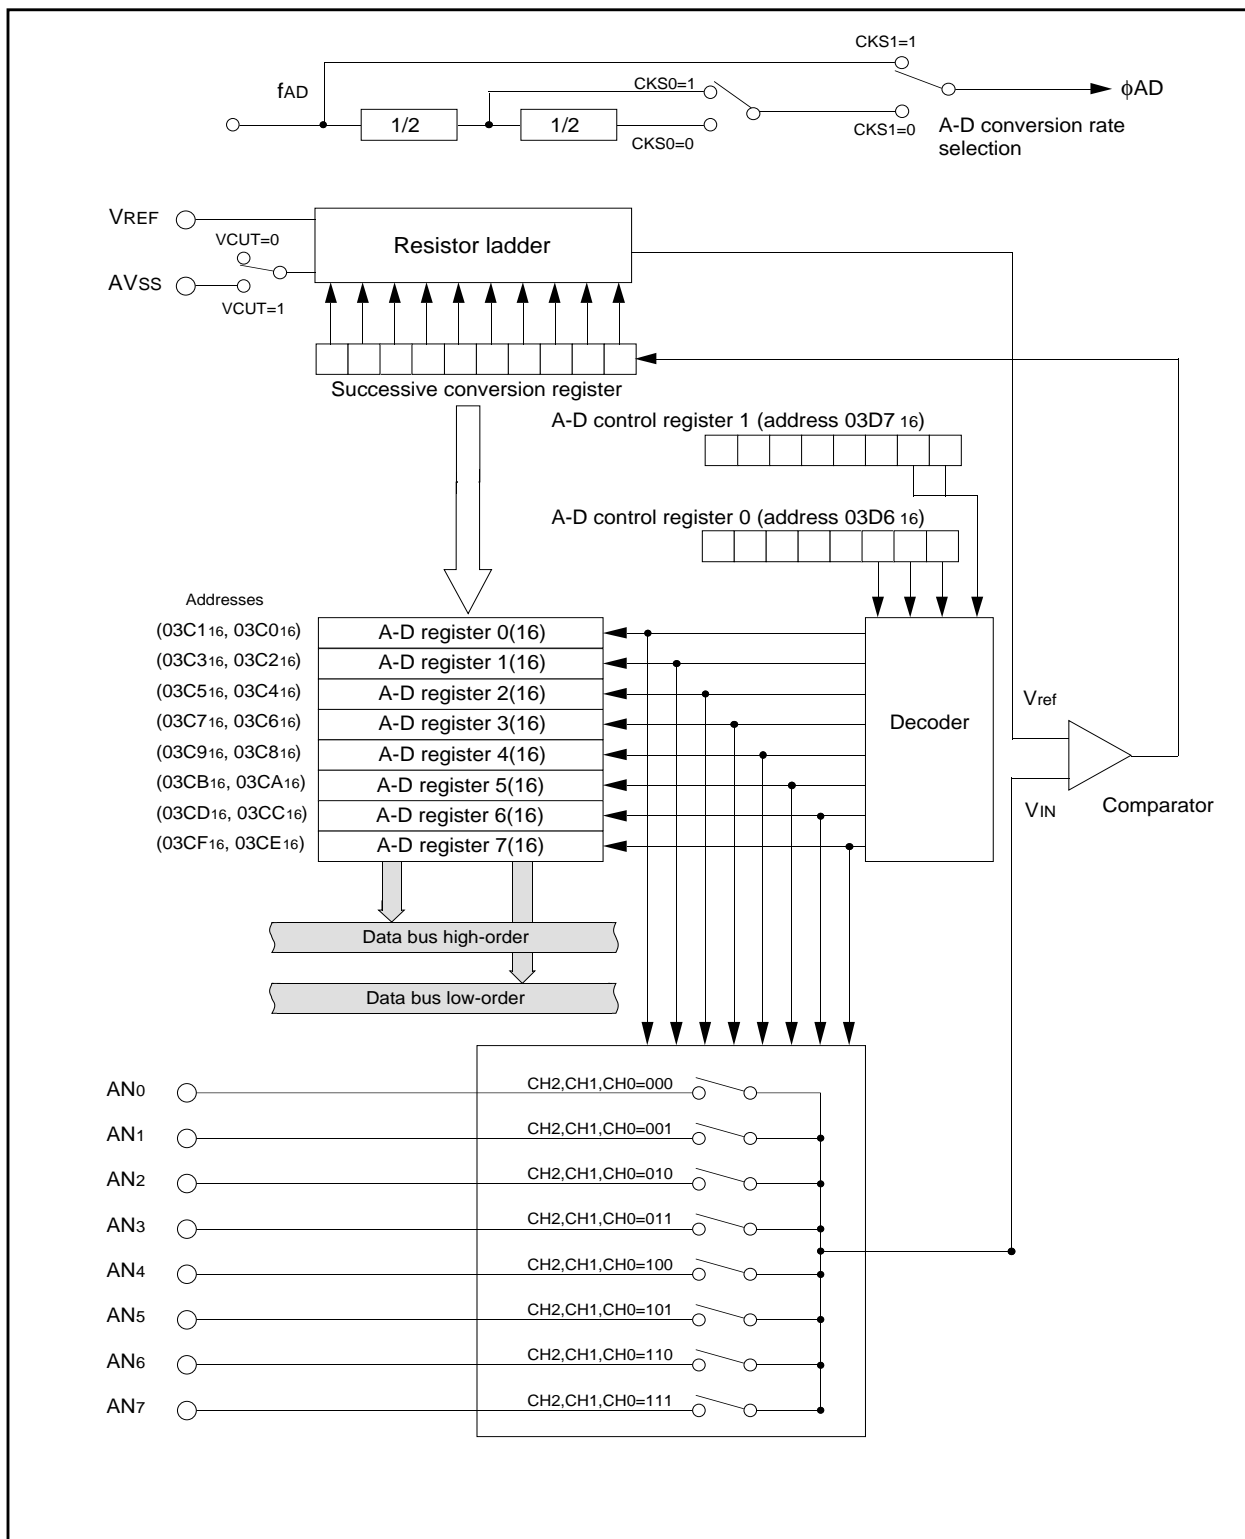 CKS1=1
fAD
CKS0=1
ϕAD
1/2
1/2
CKS0=0
CKS1=0
A-D conversion rate
selection
VREF
VCUT=0
Resistor ladder
AVSS
VCUT=1
Successive conversion register
A-D control register 1 (address 03D7 16)
A-D control register 0 (address 03D6 16)
Addresses
(03C116, 03C016)
A-D register 0(16)
(03C316, 03C216)
A-D register 1(16)
(03C516, 03C416)
A-D register 2(16)
(03C716, 03C616)
A-D register 3(16)
(03C916, 03C816)
A-D register 4(16)
(03CB16, 03CA16)
A-D register 5(16)
(03CD16, 03CC16)
A-D register 6(16)
(03CF16, 03CE16)
A-D register 7(16)
Decoder
Vref
VIN
Comparator
Data bus high-order
Data bus low-order
AN0
CH2,CH1,CH0=000
AN1
CH2,CH1,CH0=001
AN2
CH2,CH1,CH0=010
AN3
CH2,CH1,CH0=011
AN4
CH2,CH1,CH0=100
AN5
CH2,CH1,CH0=101
AN6
CH2,CH1,CH0=110
AN7
CH2,CH1,CH0=111